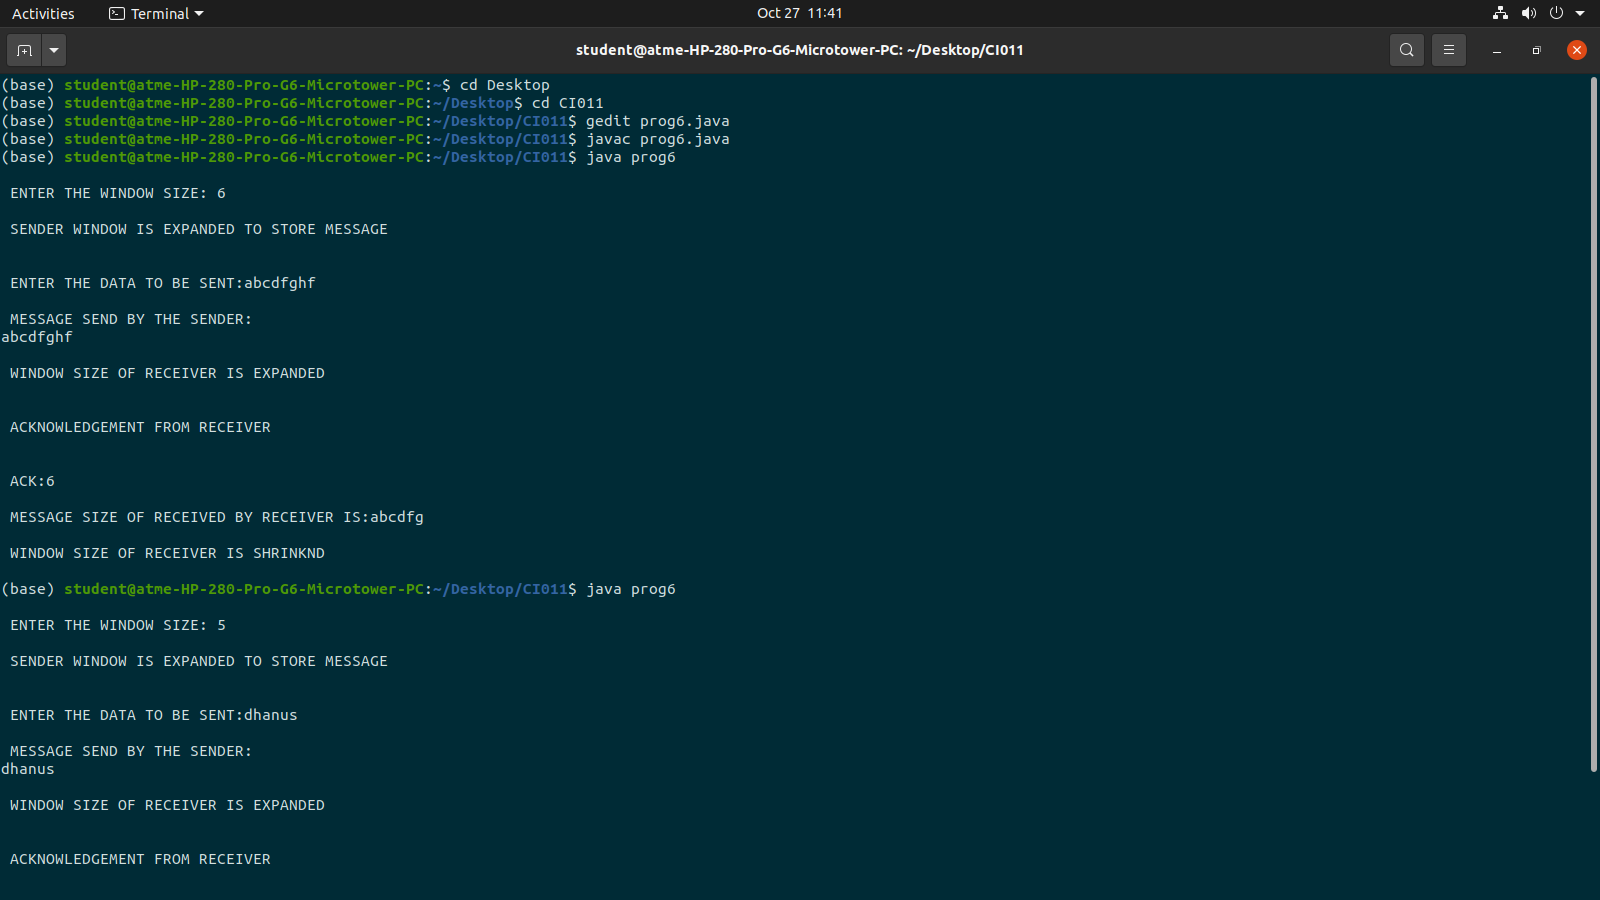 Activities Terminal Oct 27 11:41
student@atme-HP-280-Pro-G6-Microtower-PC: ~/Desktop/CI011
(base) student@atme-HP-280-Pro-G6-Microtower-PC:~$ cd Desktop
(base) student@atme-HP-280-Pro-G6-Microtower-PC:~/Desktop$ cd CI011
(base) student@atme-HP-280-Pro-G6-Microtower-PC:~/Desktop/CI011$ gedit prog6.java
(base) student@atme-HP-280-Pro-G6-Microtower-PC:~/Desktop/CI011$ javac prog6.java
(base) student@atme-HP-280-Pro-G6-Microtower-PC:~/Desktop/CI011$ java prog6
ENTER THE WINDOW SIZE: 6
SENDER WINDOW IS EXPANDED TO STORE MESSAGE
ENTER THE DATA TO BE SENT:abcdfghf
MESSAGE SEND BY THE SENDER:
abcdfghf
WINDOW SIZE OF RECEIVER IS EXPANDED
ACKNOWLEDGEMENT FROM RECEIVER
ACK:6
MESSAGE SIZE OF RECEIVED BY RECEIVER IS:abcdfg
WINDOW SIZE OF RECEIVER IS SHRINKND
(base) student@atme-HP-280-Pro-G6-Microtower-PC:~/Desktop/CI011$ java prog6
ENTER THE WINDOW SIZE: 5
SENDER WINDOW IS EXPANDED TO STORE MESSAGE
ENTER THE DATA TO BE SENT:dhanus
MESSAGE SEND BY THE SENDER:
dhanus
WINDOW SIZE OF RECEIVER IS EXPANDED
ACKNOWLEDGEMENT FROM RECEIVER